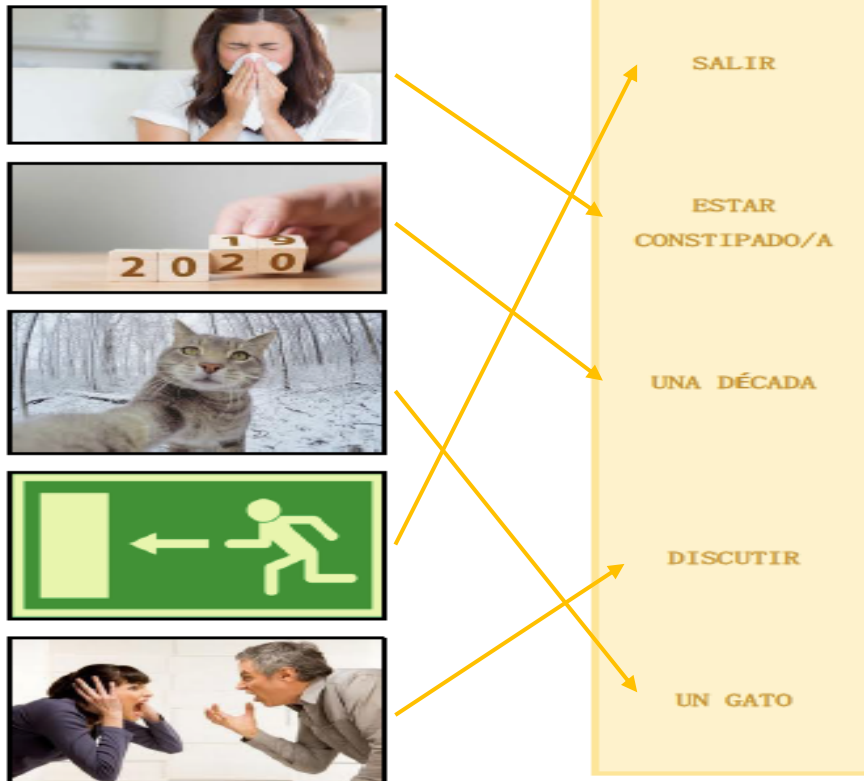 19
2020
SALIR
ESTAR
CONSTIPADO/A
UNA DÉCADA
DISCUTIR
UN GATO